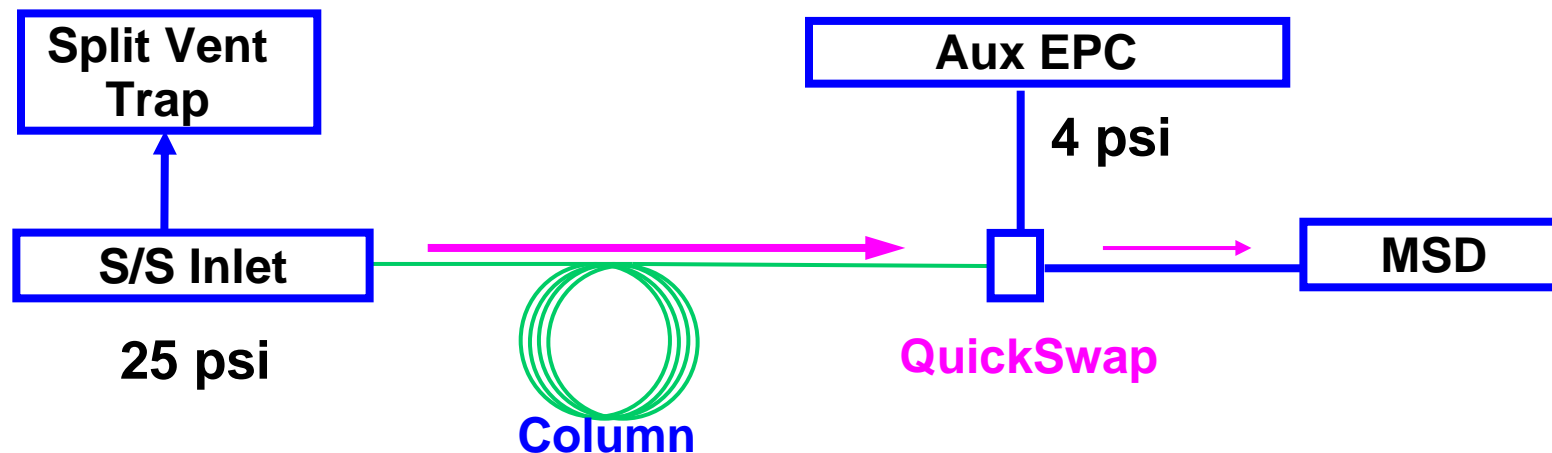 Split Vent
Trap
Aux EPC
4 psi
S/S Inlet
MSD
25 psi
QuickSwap
Column